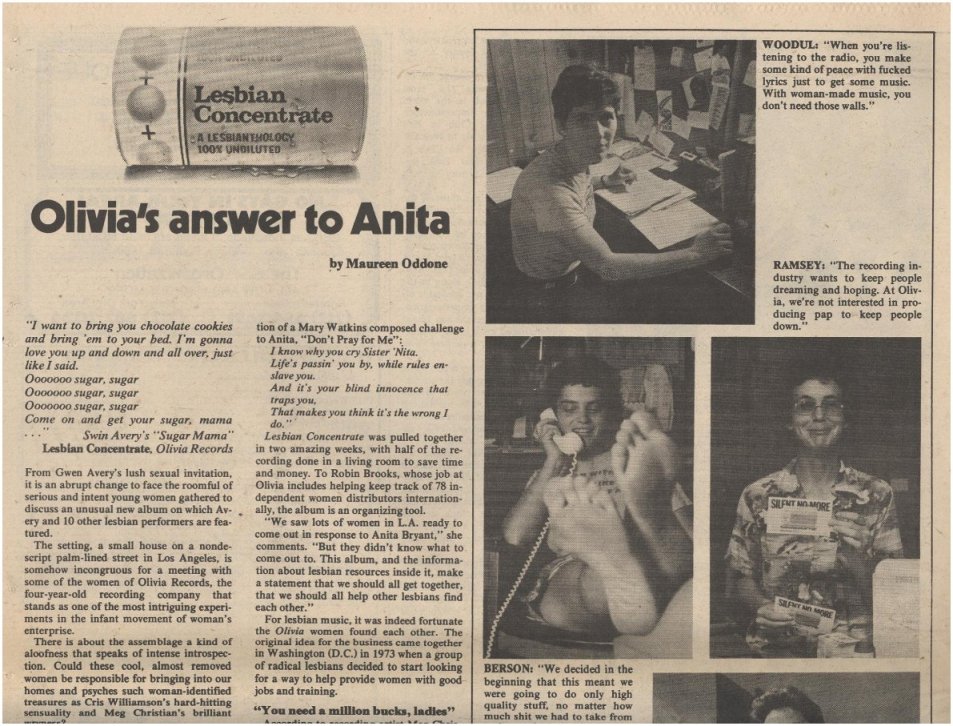 100% UNDILUTED
Lesbian
Concentrate
A LESBIANTHOLOGY
100% UNDILUTED
Olivia's answer to Anita
by Maureen Oddone
"I want to bring you chocolate cookies
and bring 'em to your bed. I'm gonna
love you up and down and all over, just
like I said.
Ooooooo sugar, sugar
Ooooooo sugar, sugar
Ooooooo sugar, sugar
Come on and get your sugar, mama
. . ."
Swin Avery's "Sugar Mama"
Lesbian Concentrate, Olivia Records
From Gwen Avery's lush sexual invitation,
it is an abrupt change to face the roomful of
serious and intent young women gathered to
discuss an unusual new album on which Av-
ery and 10 other lesbian performers are fea-
tured.
The setting, a small house on a nonde-
script palm-lined street in Los Angeles, is
somehow incongruous for a meeting with
some of the women of Olivia Records, the
four-year-old recording company that
stands as one of the most intriguing experi-
ments in the infant movement of woman's
enterprise.
There is about the assemblage a kind of
aloofness that speaks of intense introspec-
tion. Could these cool, almost removed
women be responsible for bringing into our
homes and psyches such woman-identified
treasures as Cris Williamson's hard-hitting
sensuality and Meg Christian's brilliant
tion of a Mary Watkins composed challenge
to Anita, "Don't Pray for Me":
I know why you cry Sister 'Nita.
Life's passin' you by, while rules en-
slave you.
And it's your blind innocence that
traps you,
That makes you think it's the wrong I
do."
Lesbian Concentrate was pulled together
in two amazing weeks, with half of the re-
cording done in a living room to save time
and money. To Robin Brooks, whose job at
Olivia includes helping keep track of 78 in-
dependent women distributors internation-
ally, the album is an organizing tool.
"We saw lots of women in L.A. ready to
come out in response to Anita Bryant," she
comments. "But they didn't know what to
come out to. This album, and the informa-
tion about lesbian resources inside it, make
a statement that we should all get together,
that we should all help other lesbians find
each other."
For lesbian music, it was indeed fortunate
the Olivia women found each other. The
original idea for the business came together
in Washington (D.C.) in 1973 when a group
of radical lesbians decided to start looking
for a way to help provide women with good
jobs and training.
"You need a million bucks, ladies"
WOODUL: "When you're lis-
tening to the radio, you make
some kind of peace with fucked
lyrics just to get some music.
With woman-made music, you
don't need those walls."
RAMSEY: "The recording in-
dustry wants to keep people
dreaming and hoping. At Oliv-
ia, we're not interested in pro-
ducing pap to keep people
down."
SILENT NO MORE
SILENT NO MORE
BERSON: "We decided in the
beginning that this meant we
were going to do only high
quality stuff, no matter how
much shit we had to take from